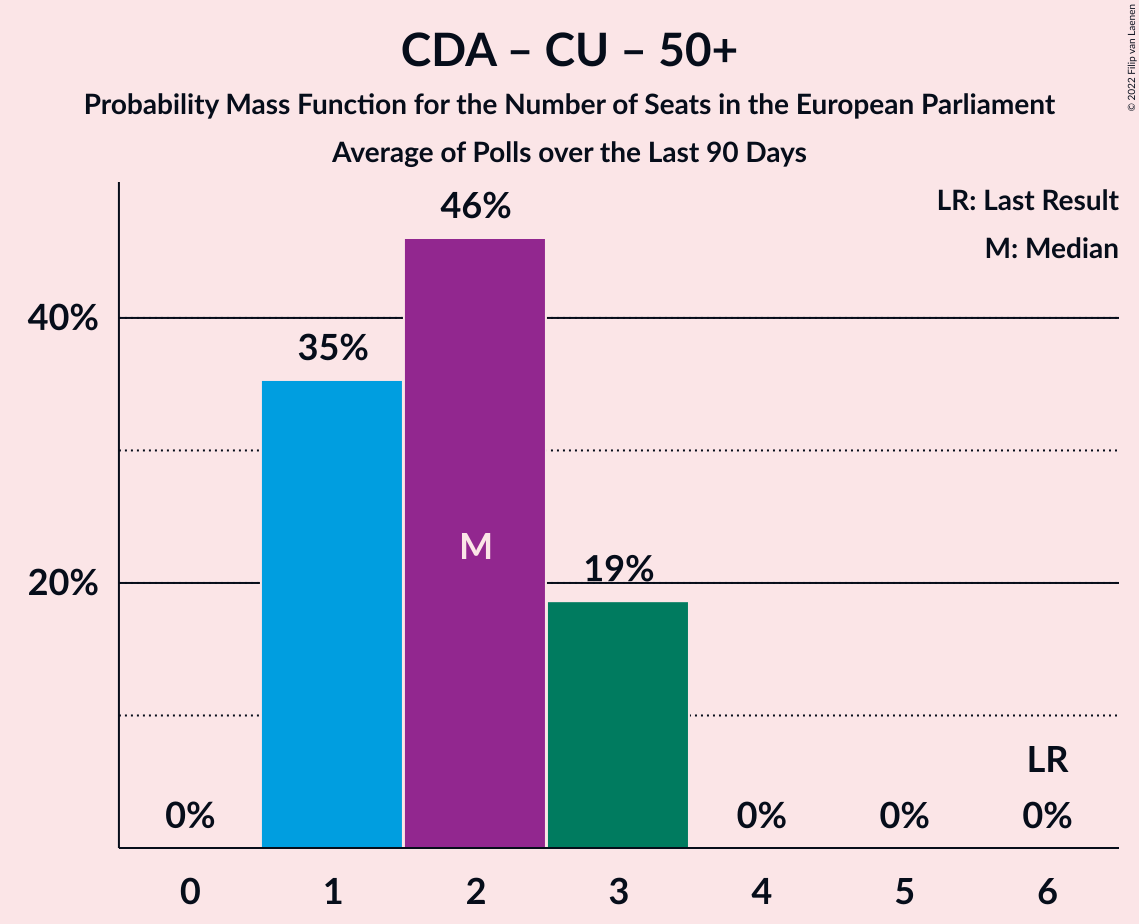 CDA – CU – 50+
Probability Mass Function for the Number of Seats in the European Parliament
Average of Polls over the Last 90 Days
© 2022 Filip van Laenen
LR: Last Result
M: Median
46%
40%
35%
M
19%
20%
LR
0%
0%
0%
0%
0 1 2 3 4 5 6